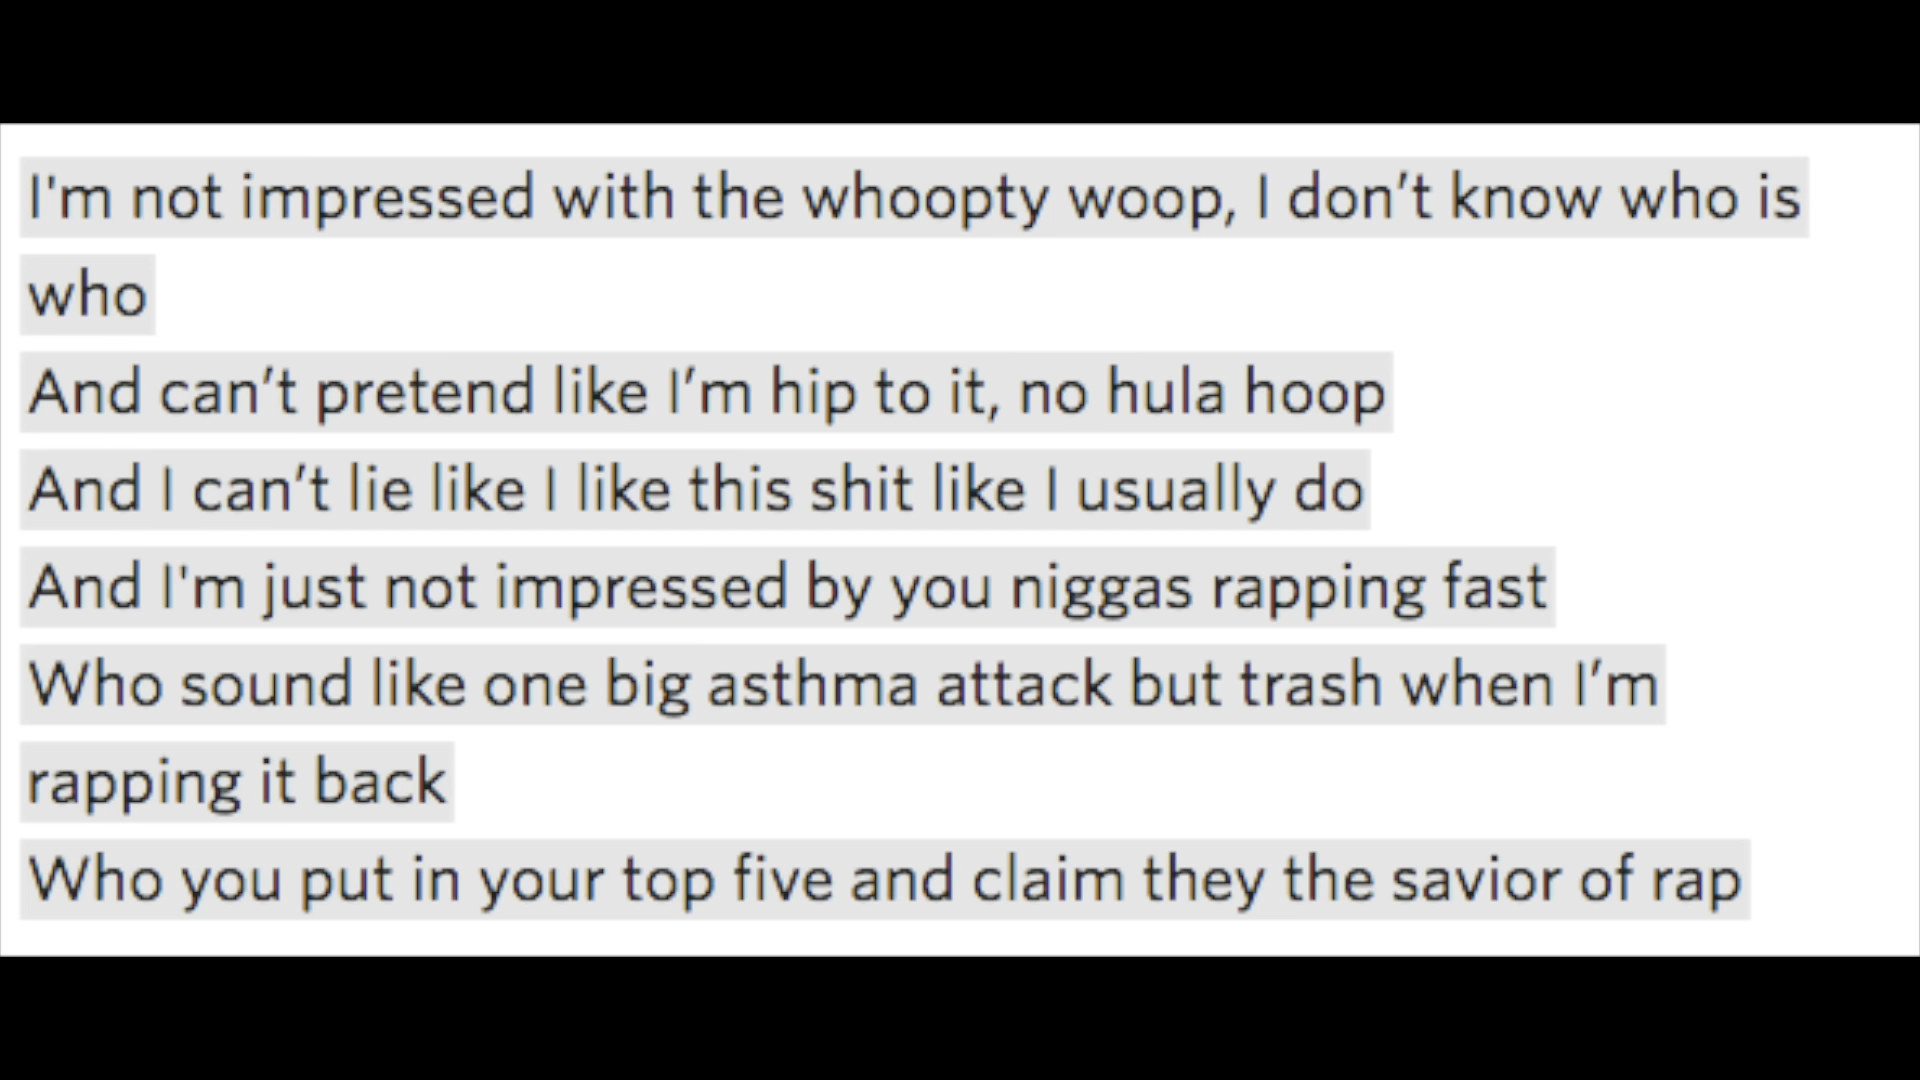 I'm not impressed with the whoopty woop, I don’t know who is
who
And can’t pretend like I’m hip to it, no hula hoop
And I can’t lie like I like this shit like I usually do
And I'm just not impressed by you niggas rapping fast
Who sound like one big asthma attack but trash when I’m
rapping it back
Who you put in your top five and claim they the savior of rap